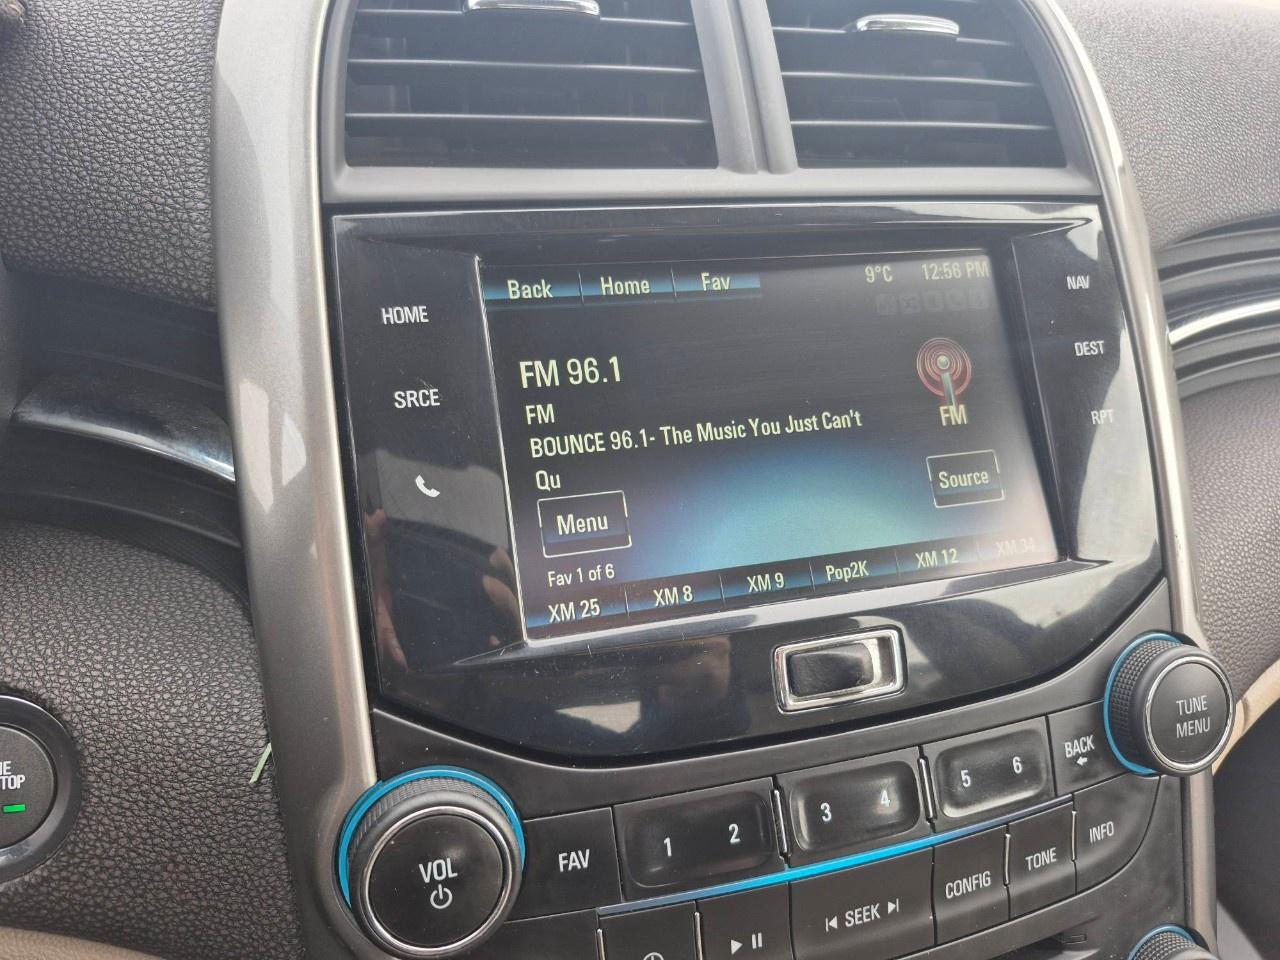 Back Home Fav 9°C 12:56 PM
HOME
NAV
SRCE
DEST
RPT
FM 96.1
FM
BOUNCE 96.1- The Music You Just Can't
Qu
FM
Menu
Source
Fav 1 of 6
XM 25 XM 8 XM 9 Pop2K XM 12 XM 34
TUNE
MENU
VOL
FAV 1 2 3 4 5 6 BACK
SEEK CONFIG TONE INFO
TOP